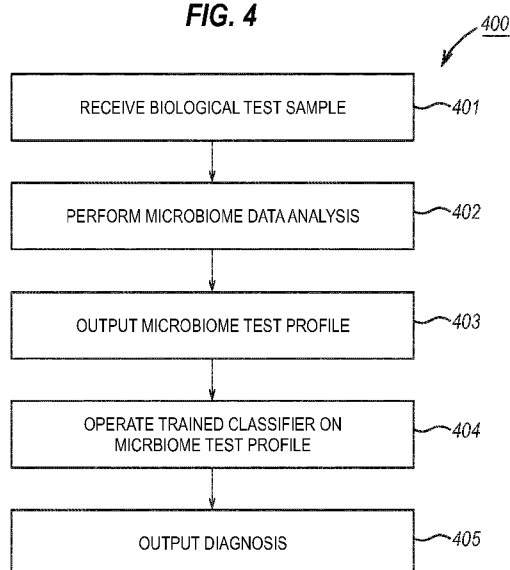 FIG. 4
400
RECEIVE BIOLOGICAL TEST SAMPLE
401
PERFORM MICROBIOME DATA ANALYSIS
402
OUTPUT MICROBIOME TEST PROFILE
403
OPERATE TRAINED CLASSIFIER ON
MICRBIOME TEST PROFILE
404
OUTPUT DIAGNOSIS
405